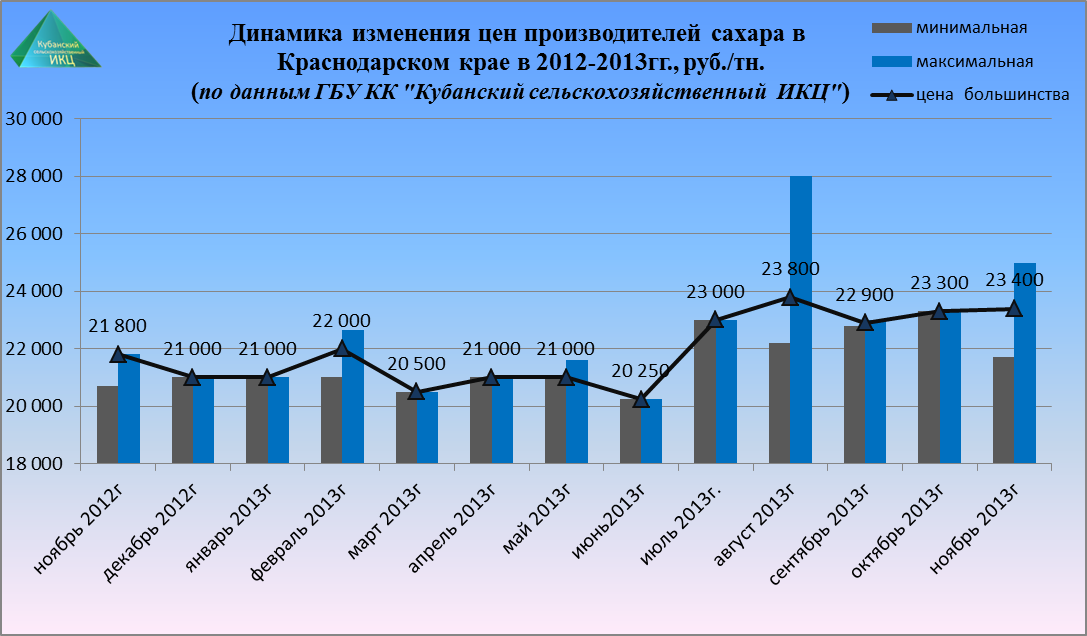 Кубанский
сельскохозяйственный
ИКЦ
Динамика изменения цен производителей сахара в
Краснодарском крае в 2012-2013гг., руб./тн.
(по данным ГБУ КК "Кубанский сельскохозяйственный ИКЦ")
минимальная
максимальная
цена большинства
30 000
28 000
26 000
24 000
22 000
20 000
18 000
21 800
21 000
21 000
22 000
20 500
21 000
21 000
20 250
23 000
23 800
22 900
23 300
23 400
ноябрь 2012г
декабрь 2012г
январь 2013г
февраль 2013г
март 2013г
апрель 2013г
май 2013г
июнь2013г
июль 2013г.
август 2013г
сентябрь 2013г
октябрь 2013г
ноябрь 2013г